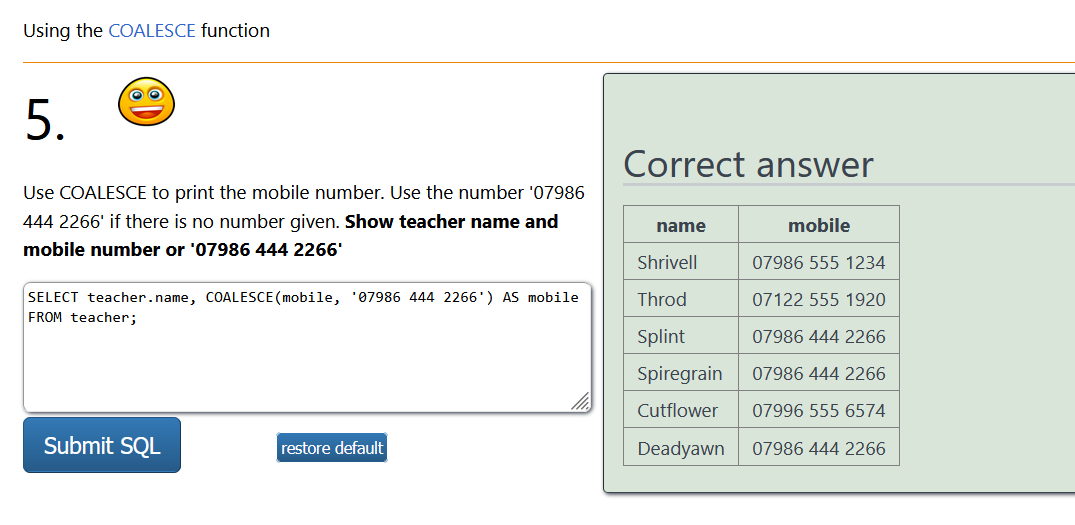 Using the COALESCE function
5.
Use COALESCE to print the mobile number. Use the number '07986
444 2266' if there is no number given. Show teacher name and
mobile number or '07986 444 2266'
SELECT teacher.name, COALESCE(mobile, '07986 444 2266') AS mobile
FROM teacher;
Submit SQL
restore default
Correct answer
name mobile
Shrivell 07986 555 1234
Throd 07122 555 1920
Splint 07986 444 2266
Spiregrain 07986 444 2266
Cutflower 07996 555 6574
Deadyawn 07986 444 2266